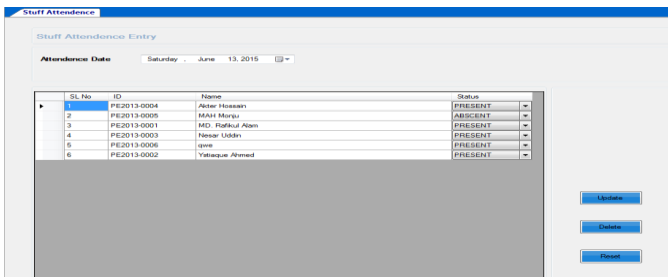 Stuff Attendence
Stuff Attendence Entry
Attendence Date Saturday , June 13, 2015
SL No ID Name Status
1 PE2013-0004 Akter Hossain PRESENT
2 PE2013-0005 MAH Monju ABSCENT
3 PE2013-0001 MD. Rafikul Alam PRESENT
4 PE2013-0003 Nesar Uddin PRESENT
5 PE2013-0006 qwe PRESENT
6 PE2013-0002 Yatiaque Ahmed PRESENT
Update
Delete
Reset